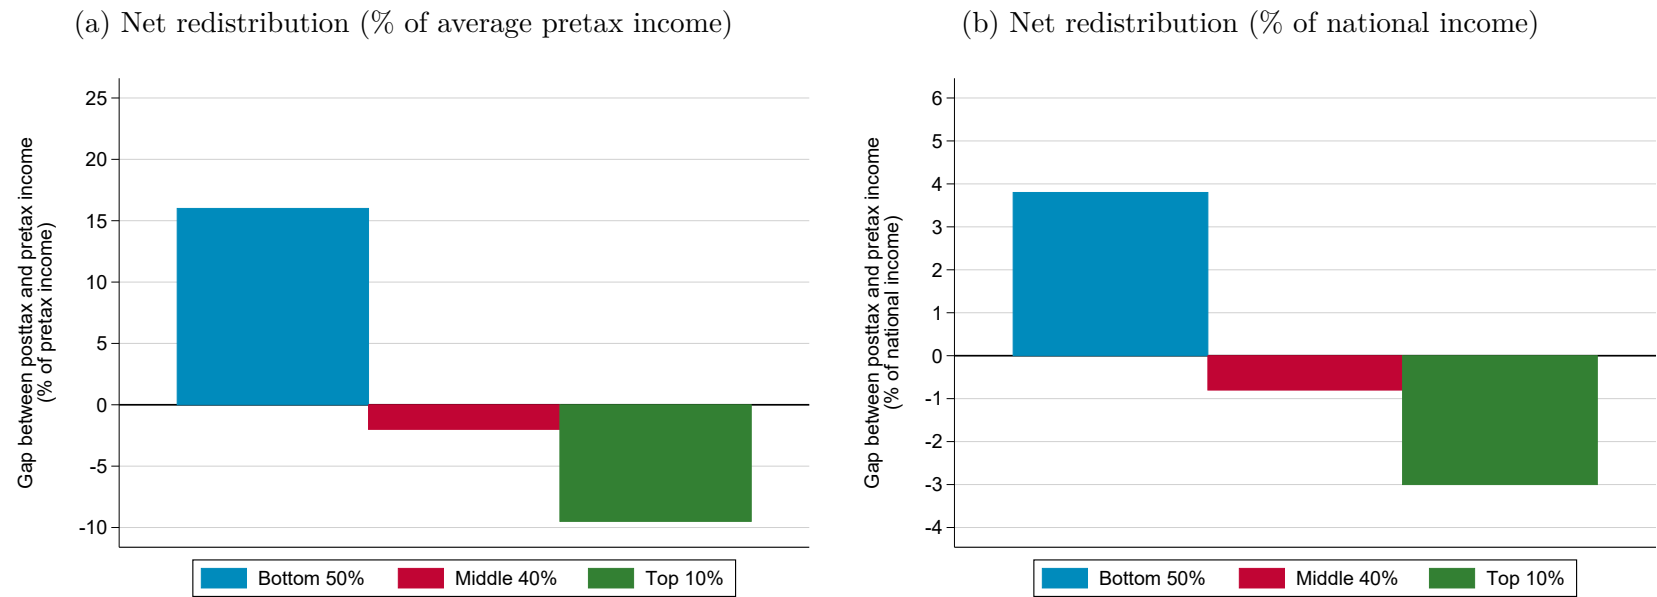 (a) Net redistribution (% of average pretax income)
Gap between posttax and pretax income
(% of pretax income)
25
20
15
10
5
0
-5
-10
Bottom 50%
Middle 40%
Top 10%
(b) Net redistribution (% of national income)
Gap between posttax and pretax income
(% of national income)
6
5
4
3
2
1
0
-1
-2
-3
-4
Bottom 50%
Middle 40%
Top 10%